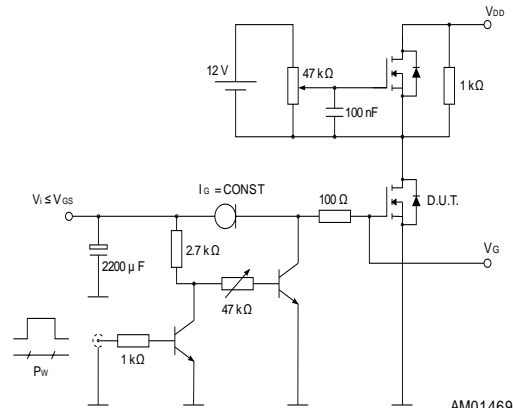 VDD
12 V
47 kΩ
100 nF
1 kΩ
IG = CONST
Vi ≤ VGS
100 Ω
D.U.T.
2.7 kΩ
2200 μF
VG
47 kΩ
1 kΩ
PW
AM01469